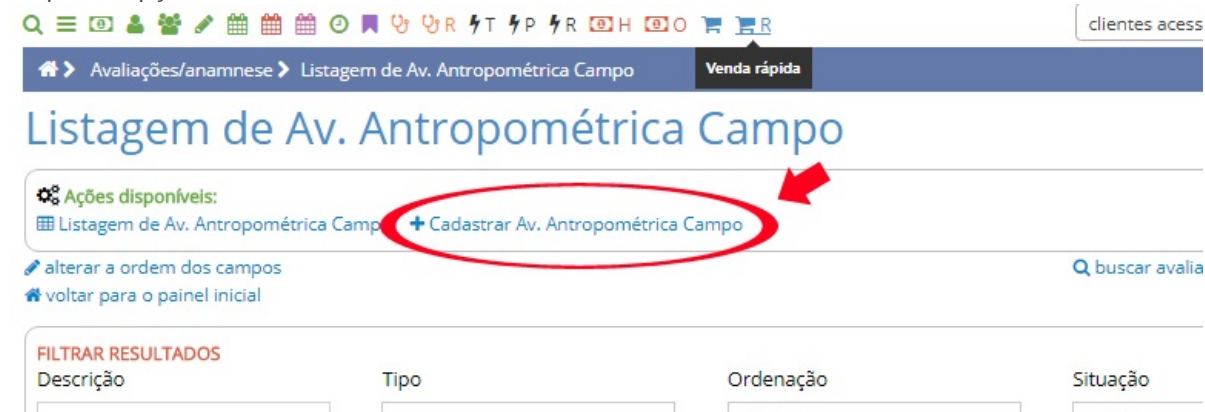 R T P R H O R
clientes acess
Avaliações/anamnese Listagem de Av. Antropométrica Campo
Venda rápida
Listagem de Av. Antropométrica Campo
Ações disponíveis:
Listagem de Av. Antropométrica Camp
+ Cadastrar Av. Antropométrica Campo
alterar a ordem dos campos
buscar avalia
voltar para o painel inicial
FILTRAR RESULTADOS
Descrição Tipo Ordenação Situação